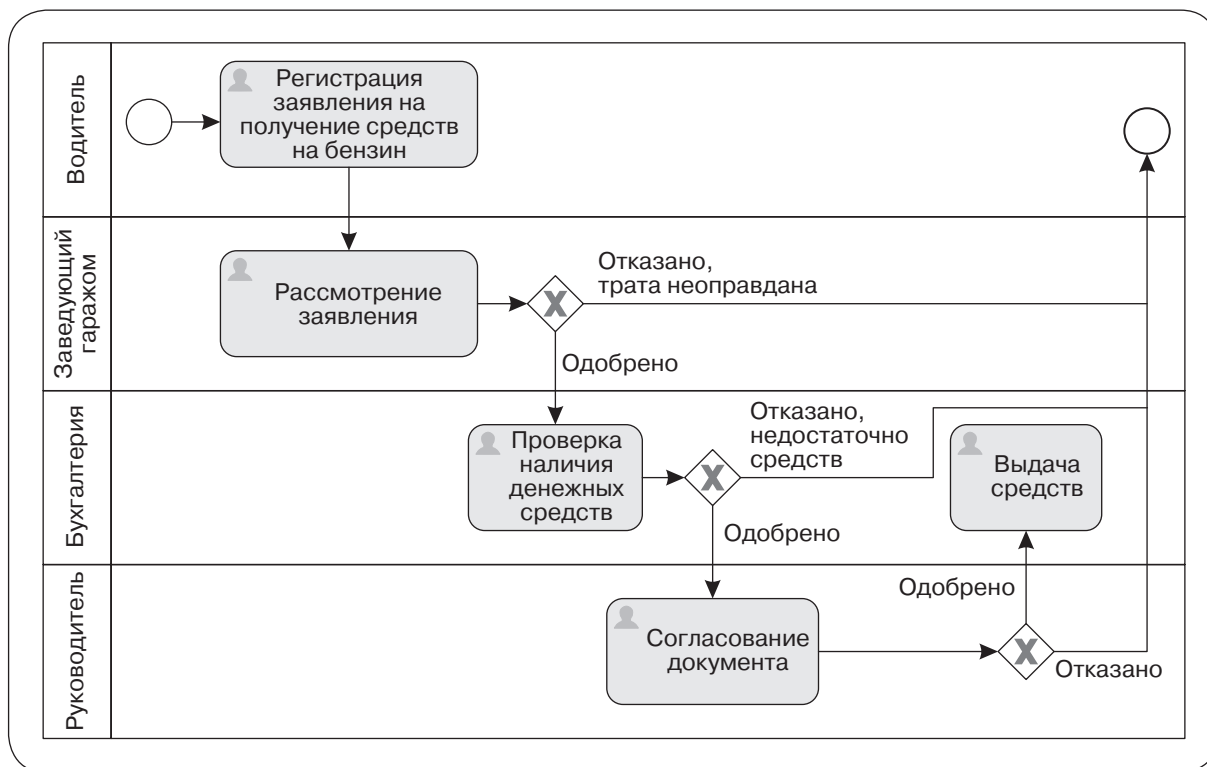 Водитель
Регистрация
заявления на
получение средств
на бензин
Заведующий
гаражом
Рассмотрение
заявления
Отказано,
трата неоправдана
Одобрено
Бухгалтерия
Проверка
наличия
денежных
средств
Отказано,
недостаточно
средств
Выдача
средств
Одобрено
Руководитель
Согласование
документа
Одобрено
Отказано